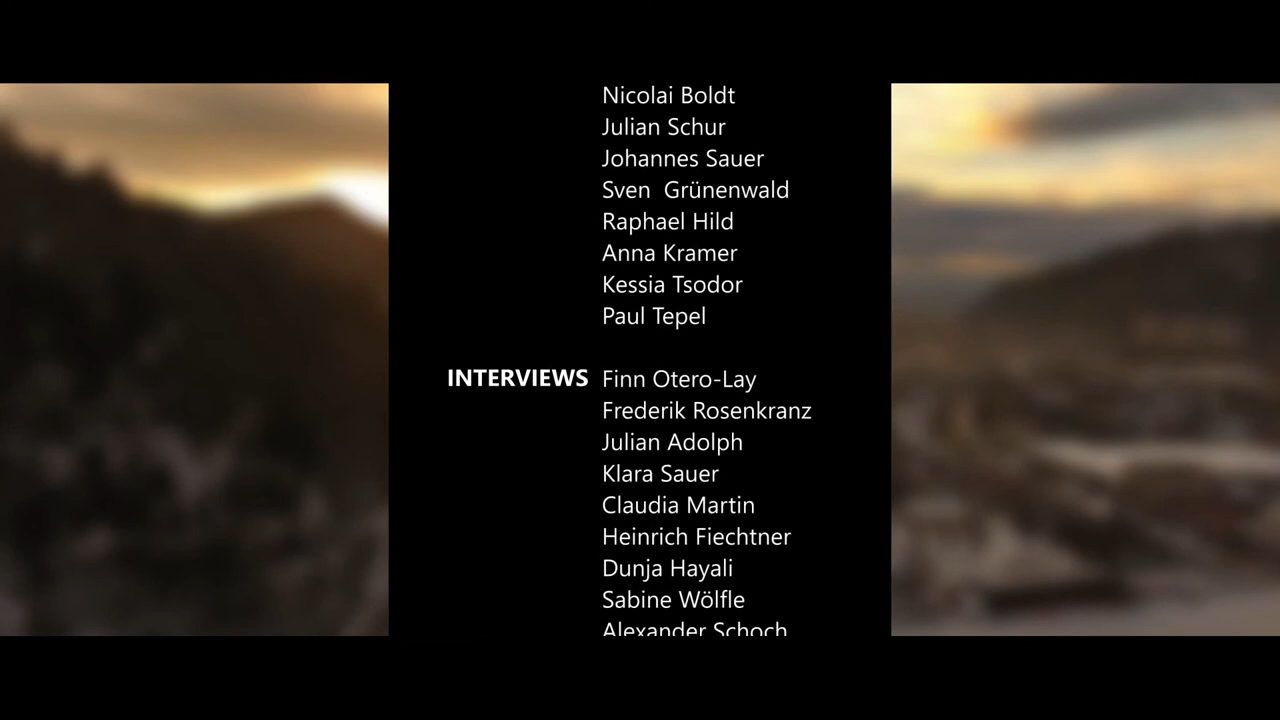 Nicolai Boldt
Julian Schur
Johannes Sauer
Sven  Grünenwald
Raphael Hild
Anna Kramer
Kessia Tsodor
Paul Tepel
INTERVIEWS Finn Otero-Lay
Frederik Rosenkranz
Julian Adolph
Klara Sauer
Claudia Martin
Heinrich Fiechtner
Dunja Hayali
Sabine Wölfle
Alexander Schoch